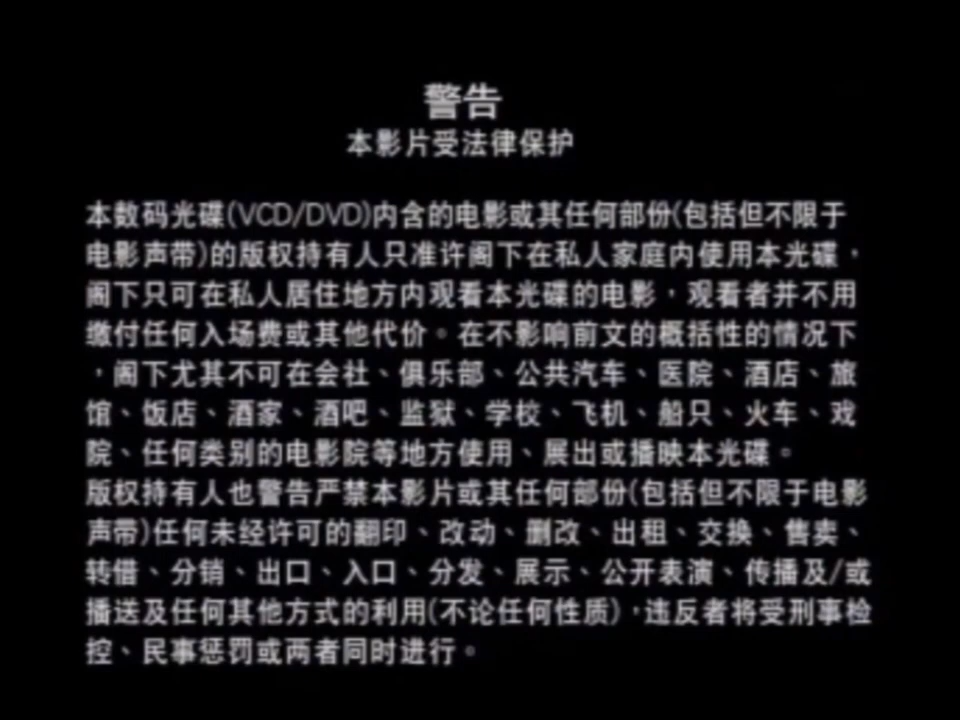 警告
本影片受法律保护
本数码光碟(VCD/DVD)内含的电影或其任何部份(包括但不限于
电影声带)的版权持有人只准许阁下在私人家庭内使用本光碟，
阁下只可在私人居住地方内观看本光碟的电影，观看者并不用
缴付任何入场费或其他代价。在不影响前文的概括性的情况下
，阁下尤其不可在会社、俱乐部、公共汽车、医院、酒店、旅
馆、饭店、酒家、酒吧、监狱、学校、飞机、船只、火车、戏
院、任何类别的电影院等地方使用、展出或播映本光碟。
版权持有人也警告严禁本影片或其任何部份(包括但不限于电影
声带)任何未经许可的翻印、改动、删改、出租、交换、售卖、
转借、分销、出口、入口、分发、展示、公开表演、传播及/或
播送及任何其他方式的利用(不论任何性质)，违反者将受刑事检
控、民事惩罚或两者同时进行。